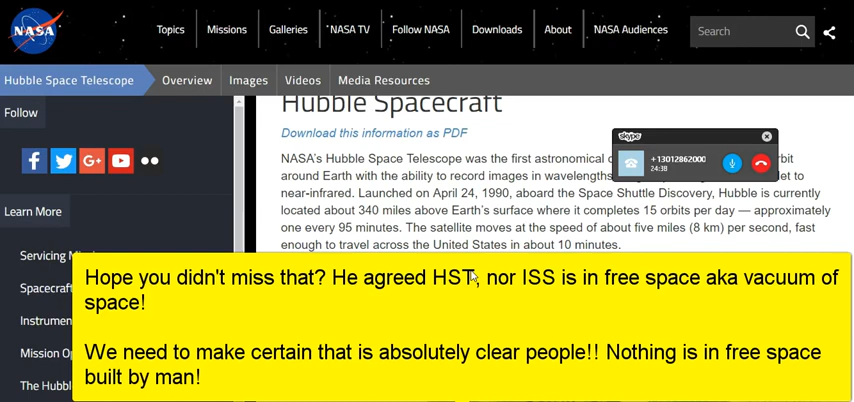 NASA
Topics Missions Galleries NASA TV Follow NASA Downloads About NASA Audiences Search
Hubble Space Telescope Overview Images Videos Media Resources
Follow
Hubble Spacecraft
Download this information as PDF
skype
+13012862000
24:38
NASA's Hubble Space Telescope was the first astronomical
around Earth with the ability to record images in wavelengths
near-infrared. Launched on April 24, 1990, aboard the Space Shuttle Discovery, Hubble is currently
located about 340 miles above Earth's surface where it completes 15 orbits per day — approximately
one every 95 minutes. The satellite moves at the speed of about five miles (8 km) per second, fast
enough to travel across the United States in about 10 minutes.
Learn More
Servicing
Spacecraft
Instrumen
Mission Op
The Hubbl
Hope you didn't miss that? He agreed HST, nor ISS is in free space aka vacuum of
space!
We need to make certain that is absolutely clear people!! Nothing is in free space
built by man!